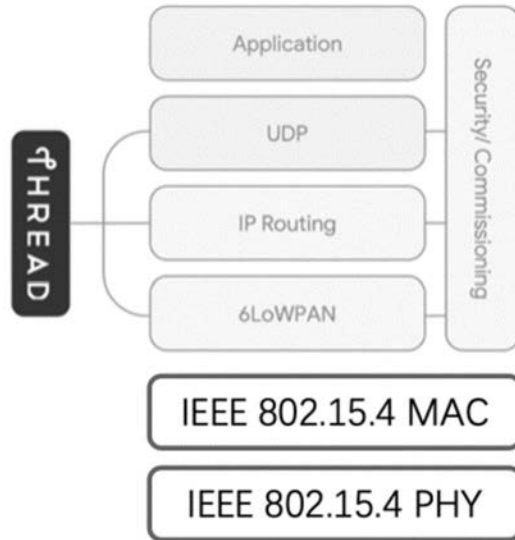 Application
UDP
IP Routing
6LoWPAN
Security/ Commissioning
THREAD
IEEE 802.15.4 MAC
IEEE 802.15.4 PHY